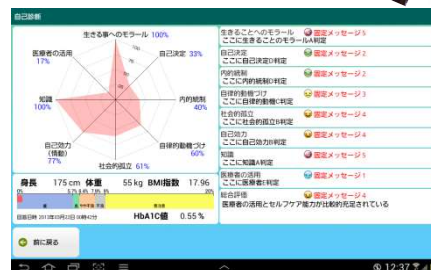 自己診断
生きる事へのモラール 100%
医療者の活用
17%
自己決定 33%
知識
100%
内的統制
40%
自己効力
(情動)
77%
自律的動機づけ
60%
社会的孤立 61%
身長 175 cm 体重 55 kg BMI指数 17.96
0%
20%
HbA1C値 0.55 %
生きることへのモラール 固定メッセージ5
ここに生きることのモラールA判定
自己決定 固定メッセージ2
ここに自己決定D判定
内的統制 固定メッセージ2
ここに内的統制D判定
自律的動機づけ 固定メッセージ3
ここに自律的動機C判定
社会的孤立 固定メッセージ4
ここに社会的孤立B判定
自己効力 固定メッセージ4
ここに自己効力B判定
知識 固定メッセージ5
ここに知識A判定
医療者の活用 固定メッセージ1
ここに医療者E判定
総合評価 固定メッセージ4
医療者の活用とセルフケア能力が比較的充足されている
前に戻る
12:37